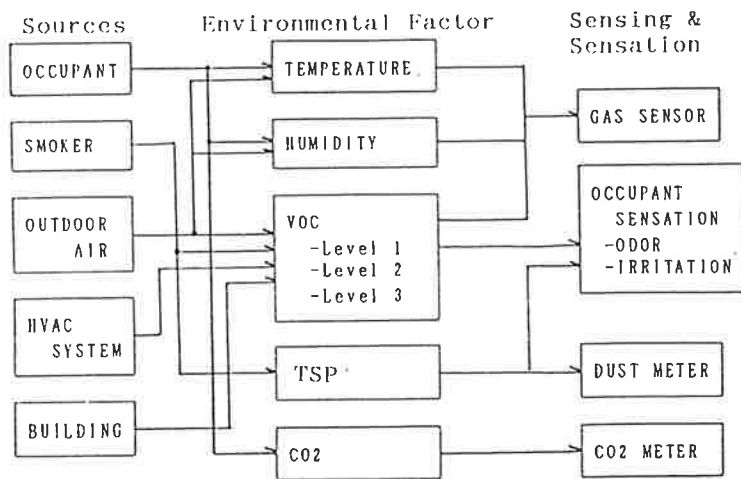 Sources
Environmental Factor
Sensing &
Sensation
OCCUPANT
SMOKER
OUTDOOR
AIR
HVAC
SYSTEM
BUILDING
TEMPERATURE
HUMIDITY
VOC
-Level 1
-Level 2
-Level 3
TSP
CO2
GAS SENSOR
OCCUPANT
SENSATION
-ODOR
-IRRITATION
DUST METER
CO2 METER